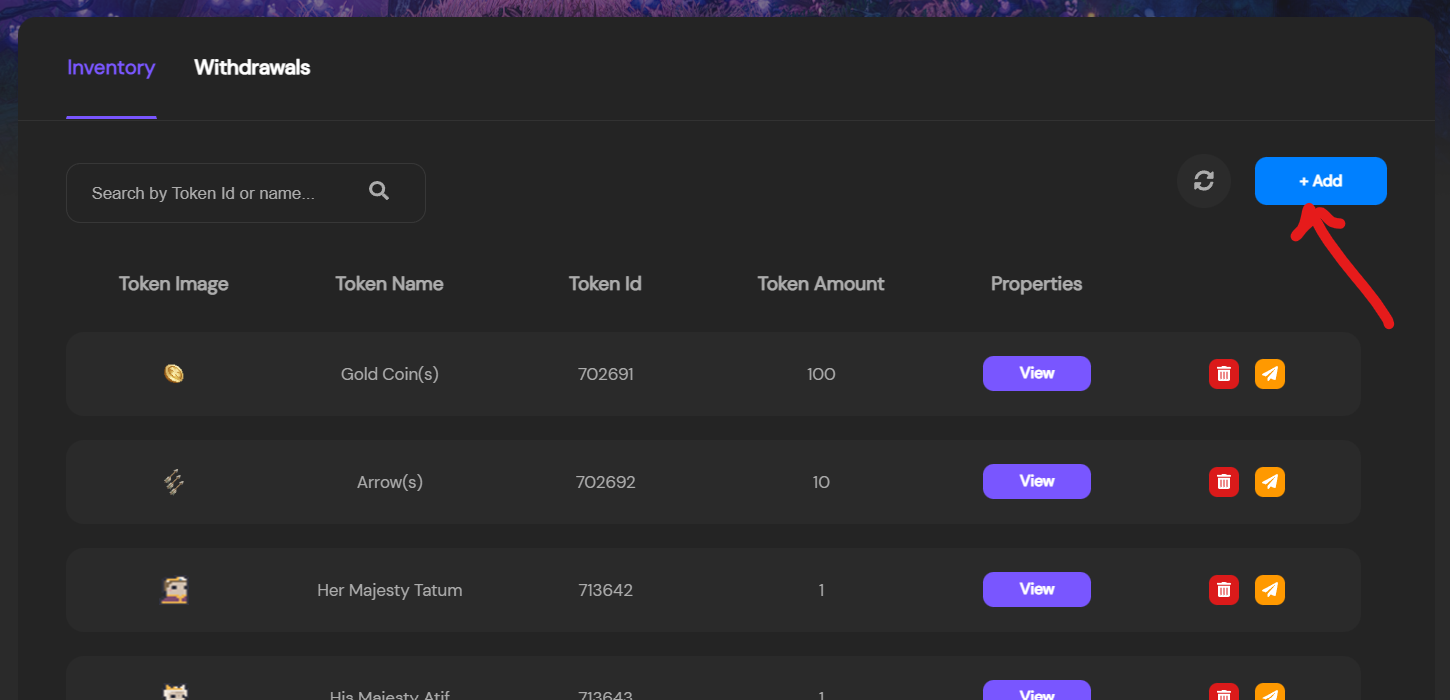 Inventory Withdrawals
Search by Token Id or name... + Add
Token Image Token Name Token Id Token Amount Properties
Gold Coin(s) 702691 100 View
Arrow(s) 702692 10 View
Her Majesty Tatum 713642 1 View
His Majesty Atif 713643 1 View